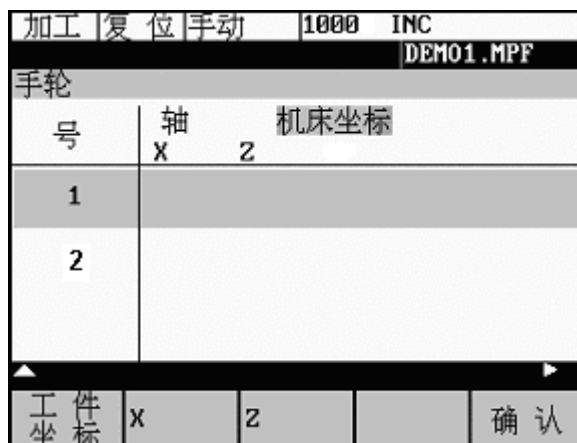 加工 复 位 手动 1000 INC
DEMO1.MPF
手轮
号 轴 机床坐标
X Z
1
2
工件坐标 X Z 确 认